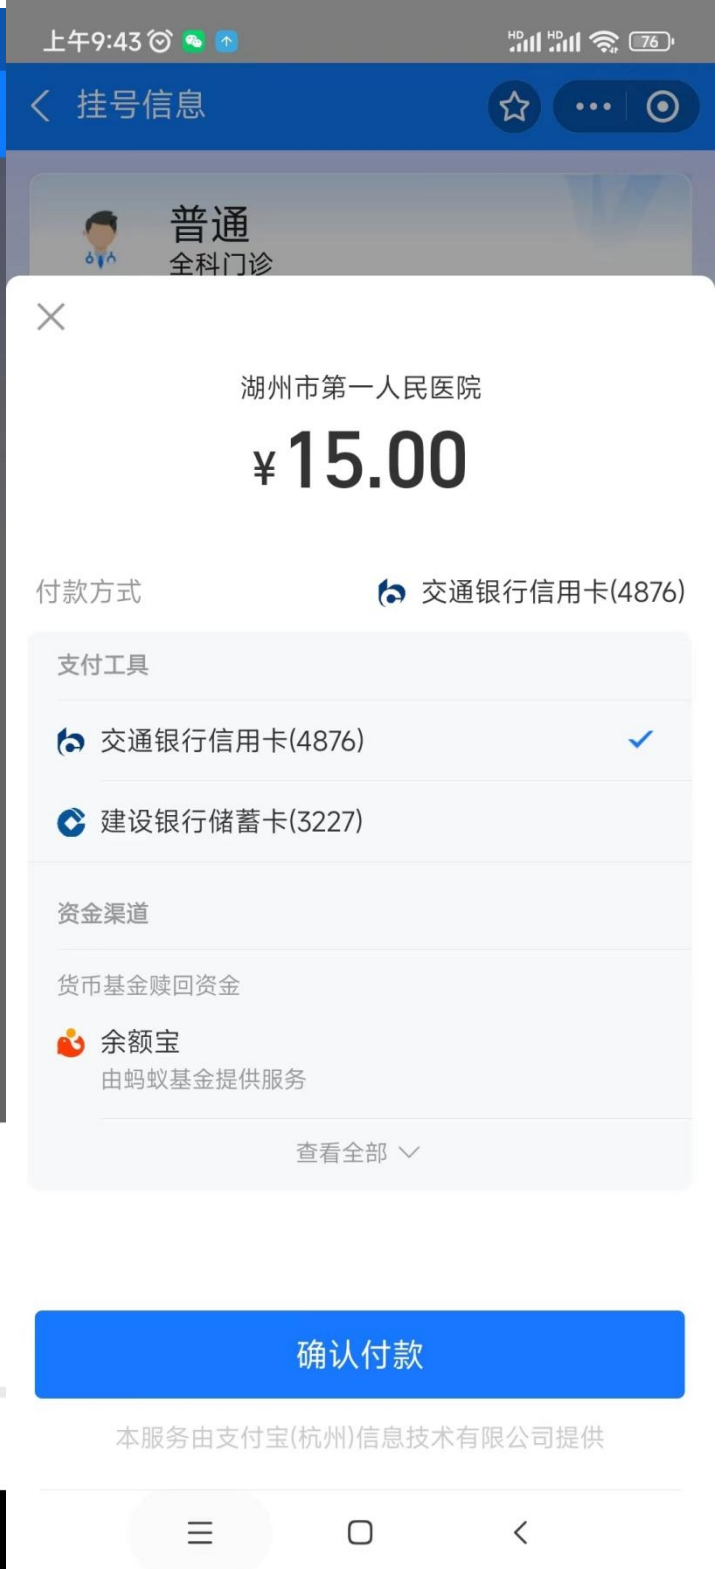 上午9:43
HD HD 76
挂号信息
普通
全科门诊
湖州市第一人民医院
¥15.00
付款方式 交通银行信用卡(4876)
支付工具
交通银行信用卡(4876)
建设银行储蓄卡(3227)
资金渠道
货币基金赎回资金
余额宝
由蚂蚁基金提供服务
查看全部
确认付款
本服务由支付宝(杭州)信息技术有限公司提供